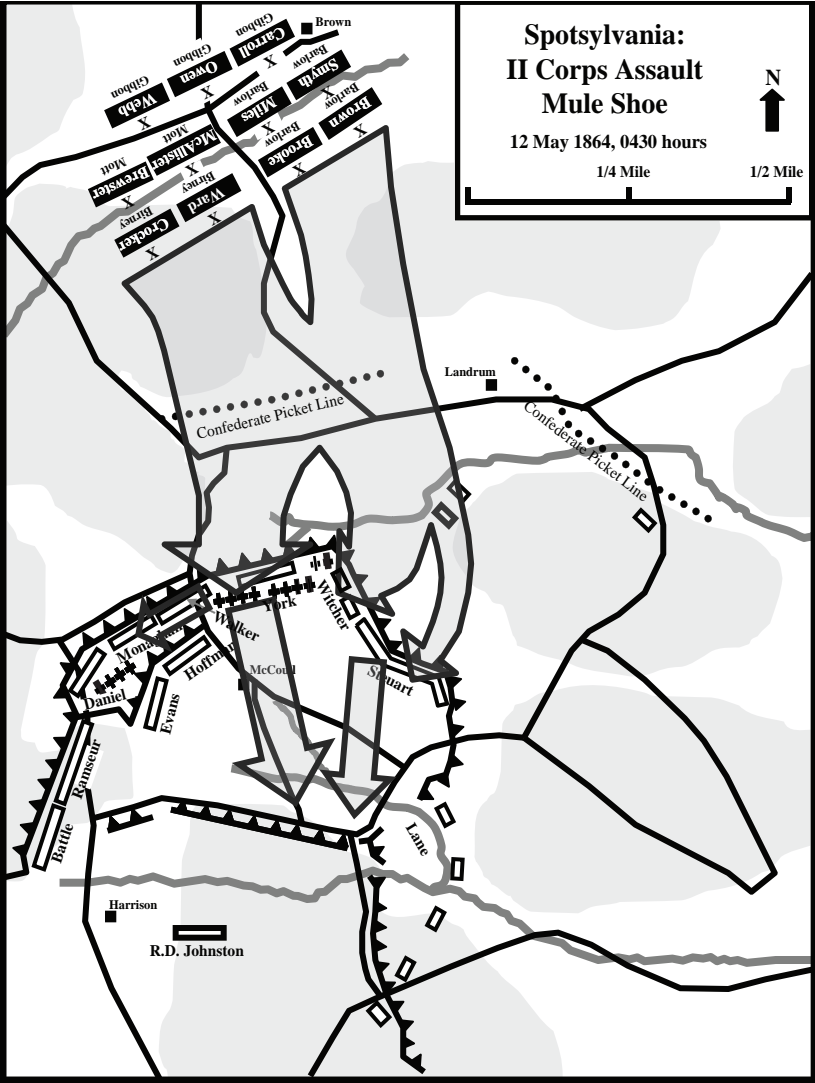 Spotsylvania:
II Corps Assault
Mule Shoe
N
12 May 1864, 0430 hours
1/4 Mile
1/2 Mile
Brown
Gibbon
Carroll
X
Gibbon
Owen
X
Gibbon
Webb
X
Barlow
Smyth
X
Barlow
Miles
X
Barlow
Brown
X
Barlow
Brooke
X
Mott
McAllister
X
Mott
Brewster
X
Birney
Ward
X
Birney
Crocker
X
Landrum
Confederate Picket Line
Confederate Picket Line
York
Witcher
Walker
Hoffman
McCoull
Steuart
Daniel
Evans
Ramseur
Battle
Lane
Harrison
R.D. Johnston